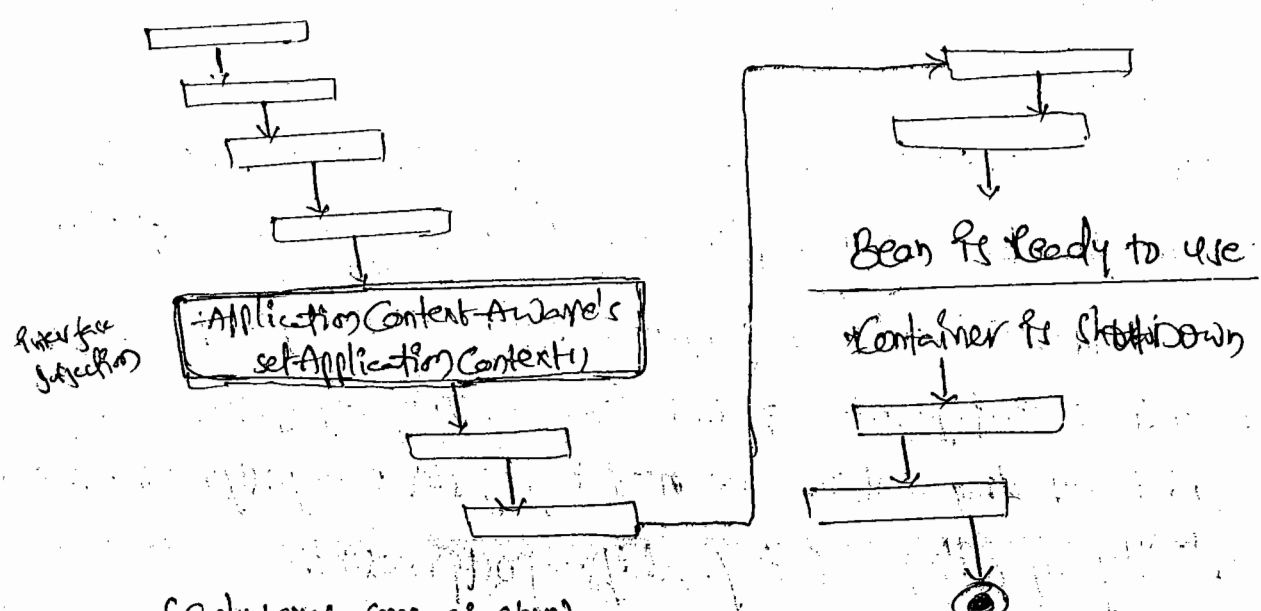 interface
injection
ApplicationContextAware's
setApplicationContext()
Bean is ready to use
Container is shutdown